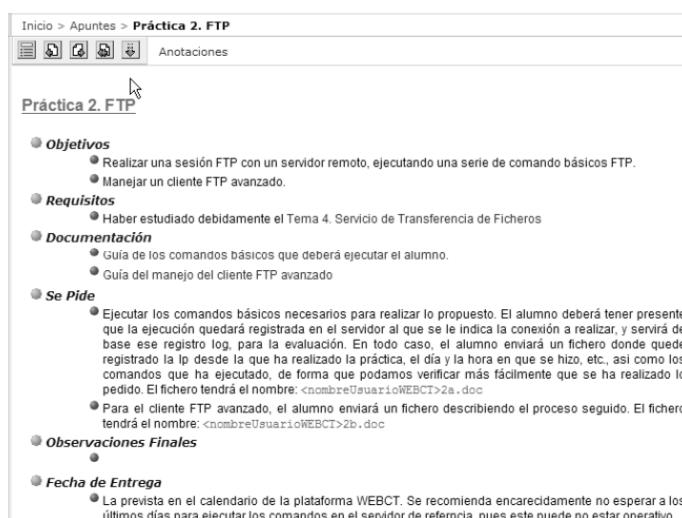 Inicio > Apuntes > Práctica 2. FTP
Anotaciones
Práctica 2. FTP
Objetivos
Realizar una sesión FTP con un servidor remoto, ejecutando una serie de comando básicos FTP.
Manejar un cliente FTP avanzado.
Requisitos
Haber estudiado debidamente el Tema 4. Servicio de Transferencia de Ficheros
Documentación
Guía de los comandos básicos que deberá ejecutar el alumno.
Guía del manejo del cliente FTP avanzado
Se Pide
Ejecutar los comandos básicos necesarios para realizar lo propuesto. El alumno deberá tener presente
que la ejecución quedará registrada en el servidor al que se le indica la conexión a realizar, y servirá de
base ese registro log, para la evaluación. En todo caso, el alumno enviará un fichero donde quede
registrado la Ip desde la que ha realizado la práctica, el día y la hora en que se hizo, etc., asi como los
comandos que ha ejecutado, de forma que podamos verificar más fácilmente que se ha realizado lo
pedido. El fichero tendrá el nombre: <nombreUsuarioWEBCT>2a.doc
Para el cliente FTP avanzado, el alumno enviará un fichero describiendo el proceso seguido. El fichero
tendrá el nombre: <nombreUsuarioWEBCT>2b.doc
Observaciones Finales
Fecha de Entrega
La prevista en el calendario de la plataforma WEBCT. Se recomienda encarecidamente no esperar a los
últimos días para ejecutar los comandos en el servidor de referncia, pues este puede no estar operativo.